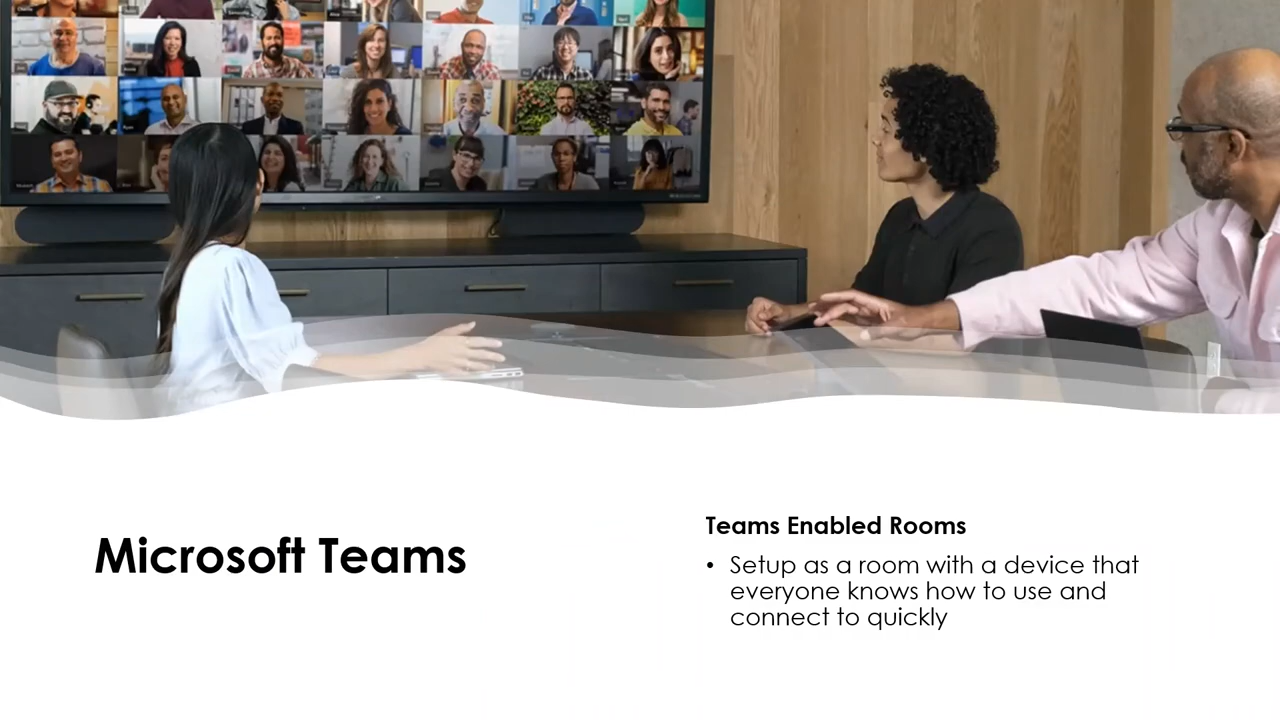 Microsoft Teams
Teams Enabled Rooms
• Setup as a room with a device that
everyone knows how to use and
connect to quickly